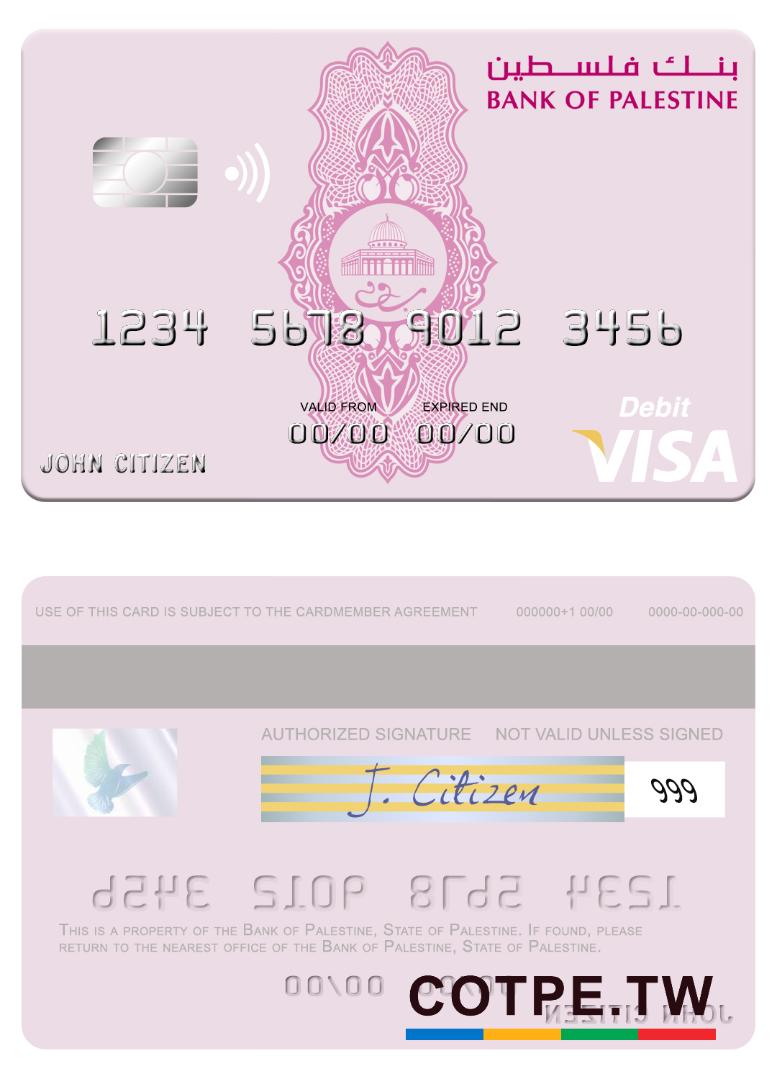 بنك فلسطين
BANK OF PALESTINE
1234 5678 9012 3456
VALID FROM EXPIRED END
00/00 00/00
Debit
VISA
JOHN CITIZEN
USE OF THIS CARD IS SUBJECT TO THE CARDMEMBER AGREEMENT 000000+1 00/00 0000-00-000-00
AUTHORIZED SIGNATURE NOT VALID UNLESS SIGNED
J. Citizen 999
THIS IS A PROPERTY OF THE BANK OF PALESTINE, STATE OF PALESTINE. IF FOUND, PLEASE
RETURN TO THE NEAREST OFFICE OF THE BANK OF PALESTINE, STATE OF PALESTINE.
COTPE.TW